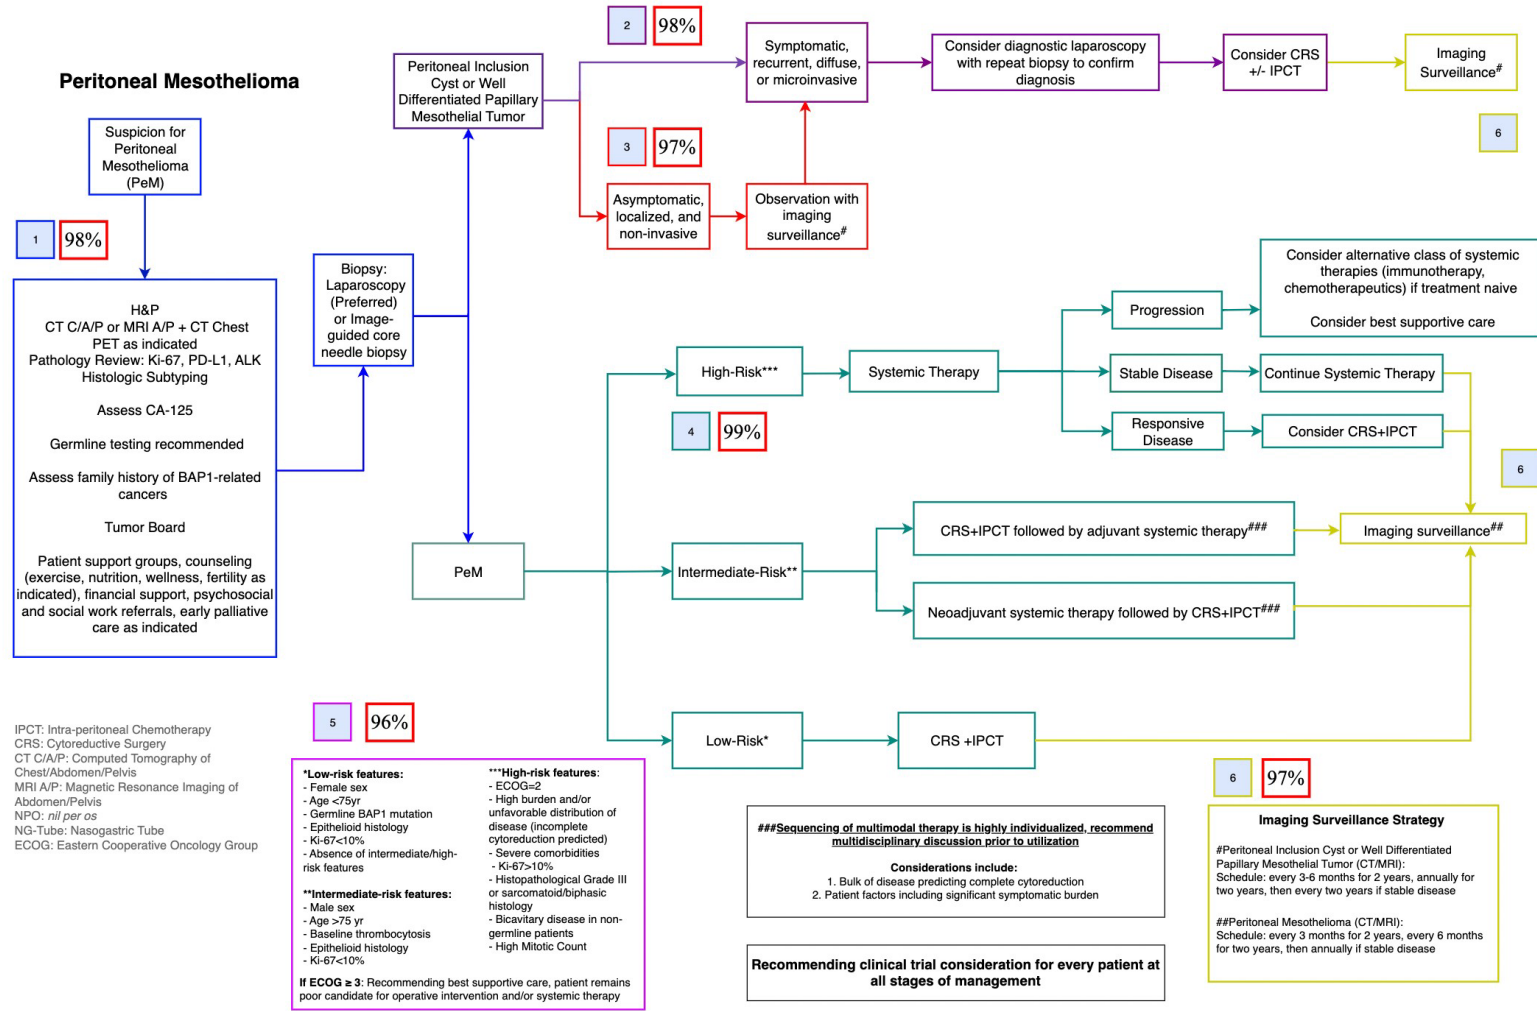 Peritoneal Mesothelioma
Suspicion for
Peritoneal
Mesothelioma
(PeM)
1
98%
H&P
CT C/A/P or MRI A/P + CT Chest
PET as indicated
Pathology Review: Ki-67, PD-L1, ALK
Histologic Subtyping
Assess CA-125
Germline testing recommended
Assess family history of BAP1-related
cancers
Tumor Board
Patient support groups, counseling
(exercise, nutrition, wellness, fertility as
indicated), financial support, psychosocial
and social work referrals, early palliative
care as indicated
Biopsy:
Laparoscopy
(Preferred)
or Image-
guided core
needle biopsy
Peritoneal Inclusion
Cyst or Well
Differentiated Papillary
Mesothelial Tumor
2
98%
Symptomatic,
recurrent, diffuse,
or microinvasive
Consider diagnostic laparoscopy
with repeat biopsy to confirm
diagnosis
Consider CRS
+/- IPCT
Imaging
Surveillance#
6
3
97%
Asymptomatic,
localized, and
non-invasive
Observation with
imaging
surveillance#
PeM
High-Risk***
4
99%
Systemic Therapy
Progression
Consider alternative class of systemic
therapies (immunotherapy,
chemotherapeutics) if treatment naive
Consider best supportive care
Stable Disease
Continue Systemic Therapy
Responsive
Disease
Consider CRS+IPCT
6
Intermediate-Risk**
CRS+IPCT followed by adjuvant systemic therapy###
Neoadjuvant systemic therapy followed by CRS+IPCT###
Imaging surveillance##
Low-Risk*
CRS +IPCT
IPCT: Intra-peritoneal Chemotherapy
CRS: Cytoreductive Surgery
CT C/A/P: Computed Tomography of
Chest/Abdomen/Pelvis
MRI A/P: Magnetic Resonance Imaging of
Abdomen/Pelvis
NPO: nil per os
NG-Tube: Nasogastric Tube
ECOG: Eastern Cooperative Oncology Group
5
96%
*Low-risk features:
- Female sex
- Age <75yr
- Germline BAP1 mutation
- Epithelioid histology
- Ki-67<10%
- Absence of intermediate/high-
risk features
**Intermediate-risk features:
- Male sex
- Age >75 yr
- Baseline thrombocytosis
- Epithelioid histology
- Ki-67<10%
***High-risk features:
- ECOG=2
- High burden and/or
unfavorable distribution of
disease (incomplete
cytoreduction predicted)
- Severe comorbidities
- Ki-67>10%
- Histopathological Grade III
or sarcomatoid/biphasic
histology
- Bicavitary disease in non-
germline patients
- High Mitotic Count
If ECOG ≥ 3: Recommending best supportive care, patient remains
poor candidate for operative intervention and/or systemic therapy
###Sequencing of multimodal therapy is highly individualized, recommend
multidisciplinary discussion prior to utilization
Considerations include:
1. Bulk of disease predicting complete cytoreduction
2. Patient factors including significant symptomatic burden
Recommending clinical trial consideration for every patient at
all stages of management
6
97%
Imaging Surveillance Strategy
#Peritoneal Inclusion Cyst or Well Differentiated
Papillary Mesothelial Tumor (CT/MRI):
Schedule: every 3-6 months for 2 years, annually for
two years, then every two years if stable disease
##Peritoneal Mesothelioma (CT/MRI):
Schedule: every 3 months for 2 years, every 6 months
for two years, then annually if stable disease